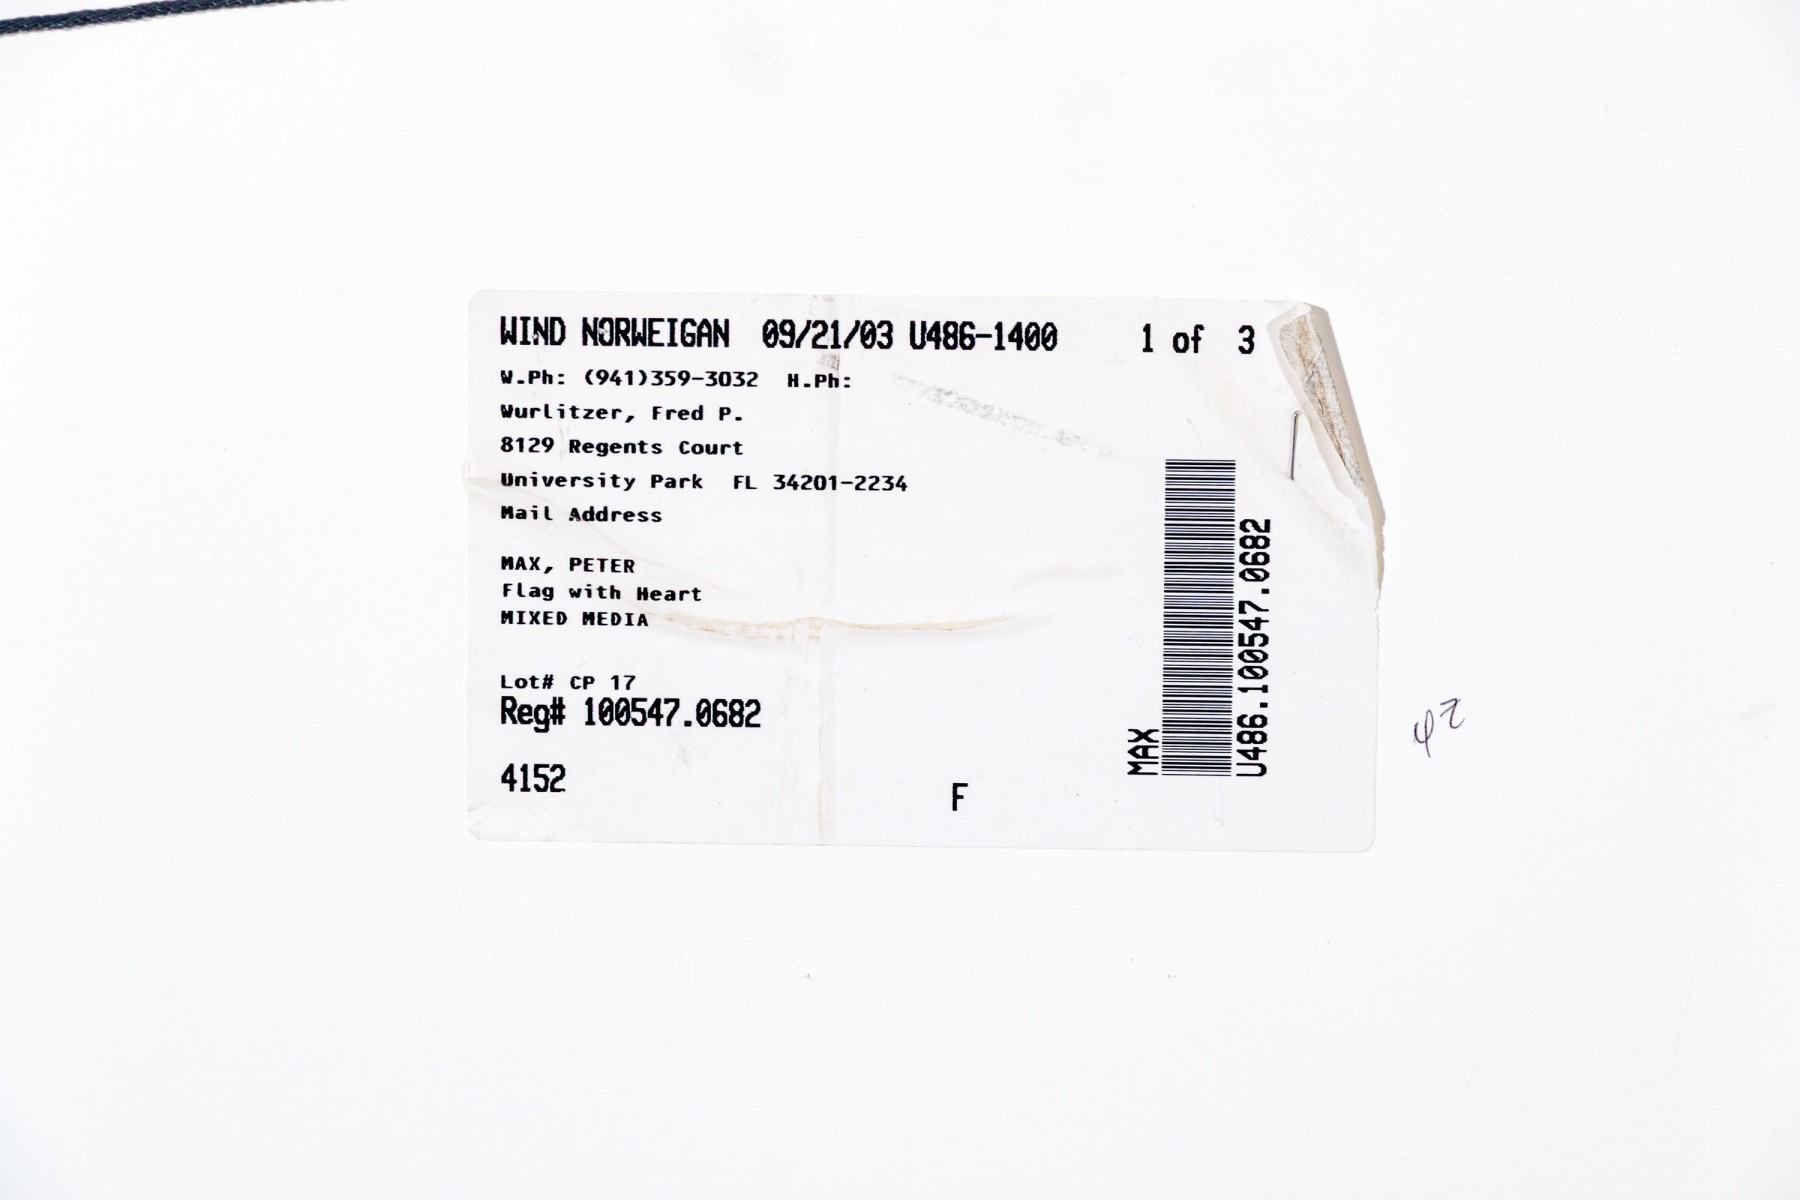 WIND NORWEIGAN 09/21/03 U486-1400 1 of 3
W.Ph: (941)359-3032 H.Ph:
Wurlitzer, Fred P.
8129 Regents Court
University Park FL 34201-2234
Mail Address
MAX, PETER
Flag with Heart
MIXED MEDIA
Lot# CP 17
Reg# 100547.0682
4152
F
MAX
U486.100547.0682